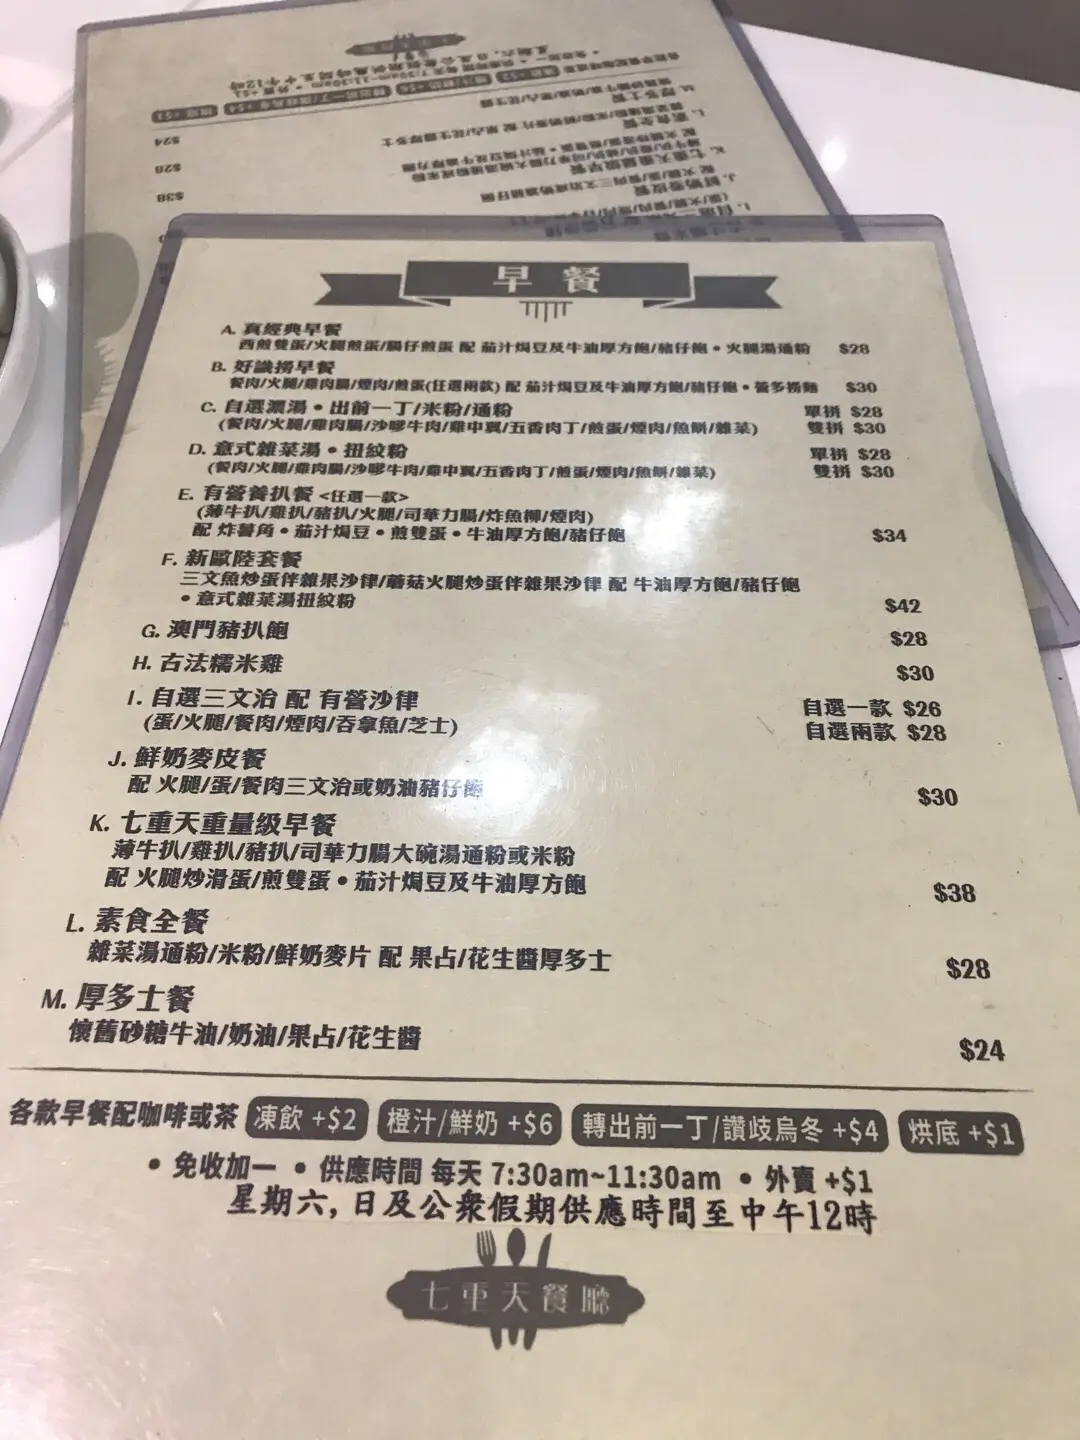 早餐
A. 真經典早餐
西煎雙蛋/火腿煎蛋/腸仔煎蛋 配 茄汁焗豆及牛油厚方飽/豬仔飽 • 火腿湯通粉 $28
B. 好識撈早餐
餐肉/火腿/雞肉腸/煙肉/煎蛋(任選兩款) 配 茄汁焗豆及牛油厚方飽/豬仔飽 • 營多撈麵 $30
C. 自選濃湯 • 出前一丁/米粉/通粉 單拼 $28
(餐肉/火腿/雞肉腸/沙嗲牛肉/雞中翼/五香肉丁/煎蛋/煙肉/魚餅/雜菜) 雙拼 $30
D. 意式雜菜湯 • 扭紋粉 單拼 $28
(餐肉/火腿/雞肉腸/沙嗲牛肉/雞中翼/五香肉丁/煎蛋/煙肉/魚餅/雜菜) 雙拼 $30
E. 有營養扒餐 <任選一款>
(薄牛扒/雞扒/豬扒/火腿/司華力腸/炸魚柳/煙肉)
配 炸薯角 • 茄汁焗豆 • 煎雙蛋 • 牛油厚方飽/豬仔飽 $34
F. 新歐陸套餐
三文魚炒蛋伴雜果沙律/蘑菇火腿炒蛋伴雜果沙律 配 牛油厚方飽/豬仔飽
• 意式雜菜湯扭紋粉 $42
G. 澳門豬扒飽 $28
H. 古法糯米雞 $30
I. 自選三文治 配 有營沙律 自選一款 $26
(蛋/火腿/餐肉/煙肉/吞拿魚/芝士) 自選兩款 $28
J. 鮮奶麥皮餐
配 火腿/蛋/餐肉三文治或奶油豬仔飽 $30
K. 七重天重量級早餐
薄牛扒/雞扒/豬扒/司華力腸大碗湯通粉或米粉
配 火腿炒滑蛋/煎雙蛋 • 茄汁焗豆及牛油厚方飽 $38
L. 素食全餐
雜菜湯通粉/米粉/鮮奶麥片 配 果占/花生醬厚多士 $28
M. 厚多士餐
懷舊砂糖牛油/奶油/果占/花生醬 $24
各款早餐配咖啡或茶 凍飲 +$2 橙汁/鮮奶 +$6 轉出前一丁/讚歧烏冬 +$4 烘底 +$1
• 免收加一 • 供應時間 每天 7:30am~11:30am • 外賣 +$1
星期六, 日及公衆假期供應時間至中午12時
七重天餐廳